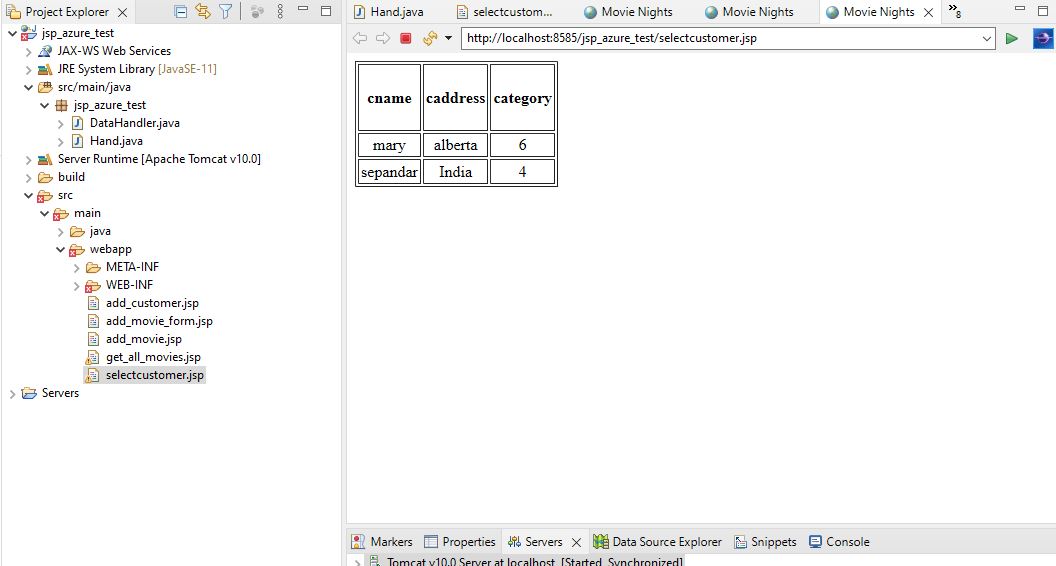 Project Explorer
jsp_azure_test
JAX-WS Web Services
JRE System Library [JavaSE-11]
src/main/java
jsp_azure_test
DataHandler.java
Hand.java
Server Runtime [Apache Tomcat v10.0]
build
src
main
java
webapp
META-INF
WEB-INF
add_customer.jsp
add_movie_form.jsp
add_movie.jsp
get_all_movies.jsp
selectcustomer.jsp
Servers
Hand.java selectcustom... Movie Nights Movie Nights Movie Nights 8
http://localhost:8585/jsp_azure_test/selectcustomer.jsp
cname caddress category
mary alberta 6
sepandar India 4
Markers Properties Servers Data Source Explorer Snippets Console
Tomcat v10.0 Server at localhost [Started, Synchronized]